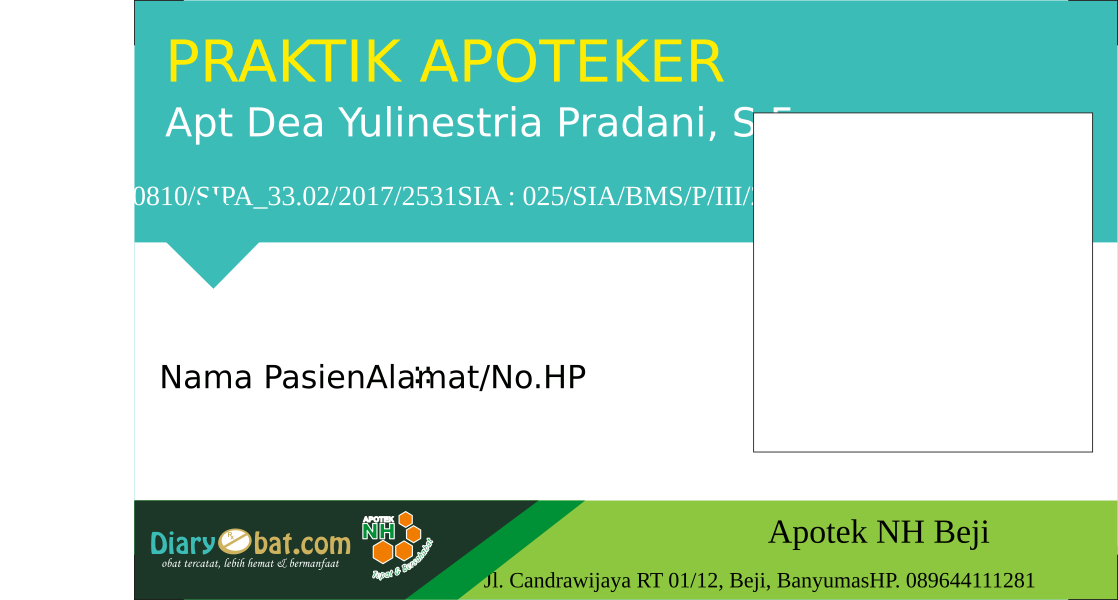 PRAKTIK APOTEKER
Apt Dea Yulinestria Pradani,
0810/SIPA_33.02/2017/2531SIA : 025/SIA/BMS/P/III/
Nama PasienAlamat/No.HP
DiaryObat.com
obat tercatat, lebih hemat & bermanfaat
APOTEK
NH
Tepat & Bersahabat
Apotek NH Beji
Jl. Candrawijaya RT 01/12, Beji, BanyumasHP. 089644111281